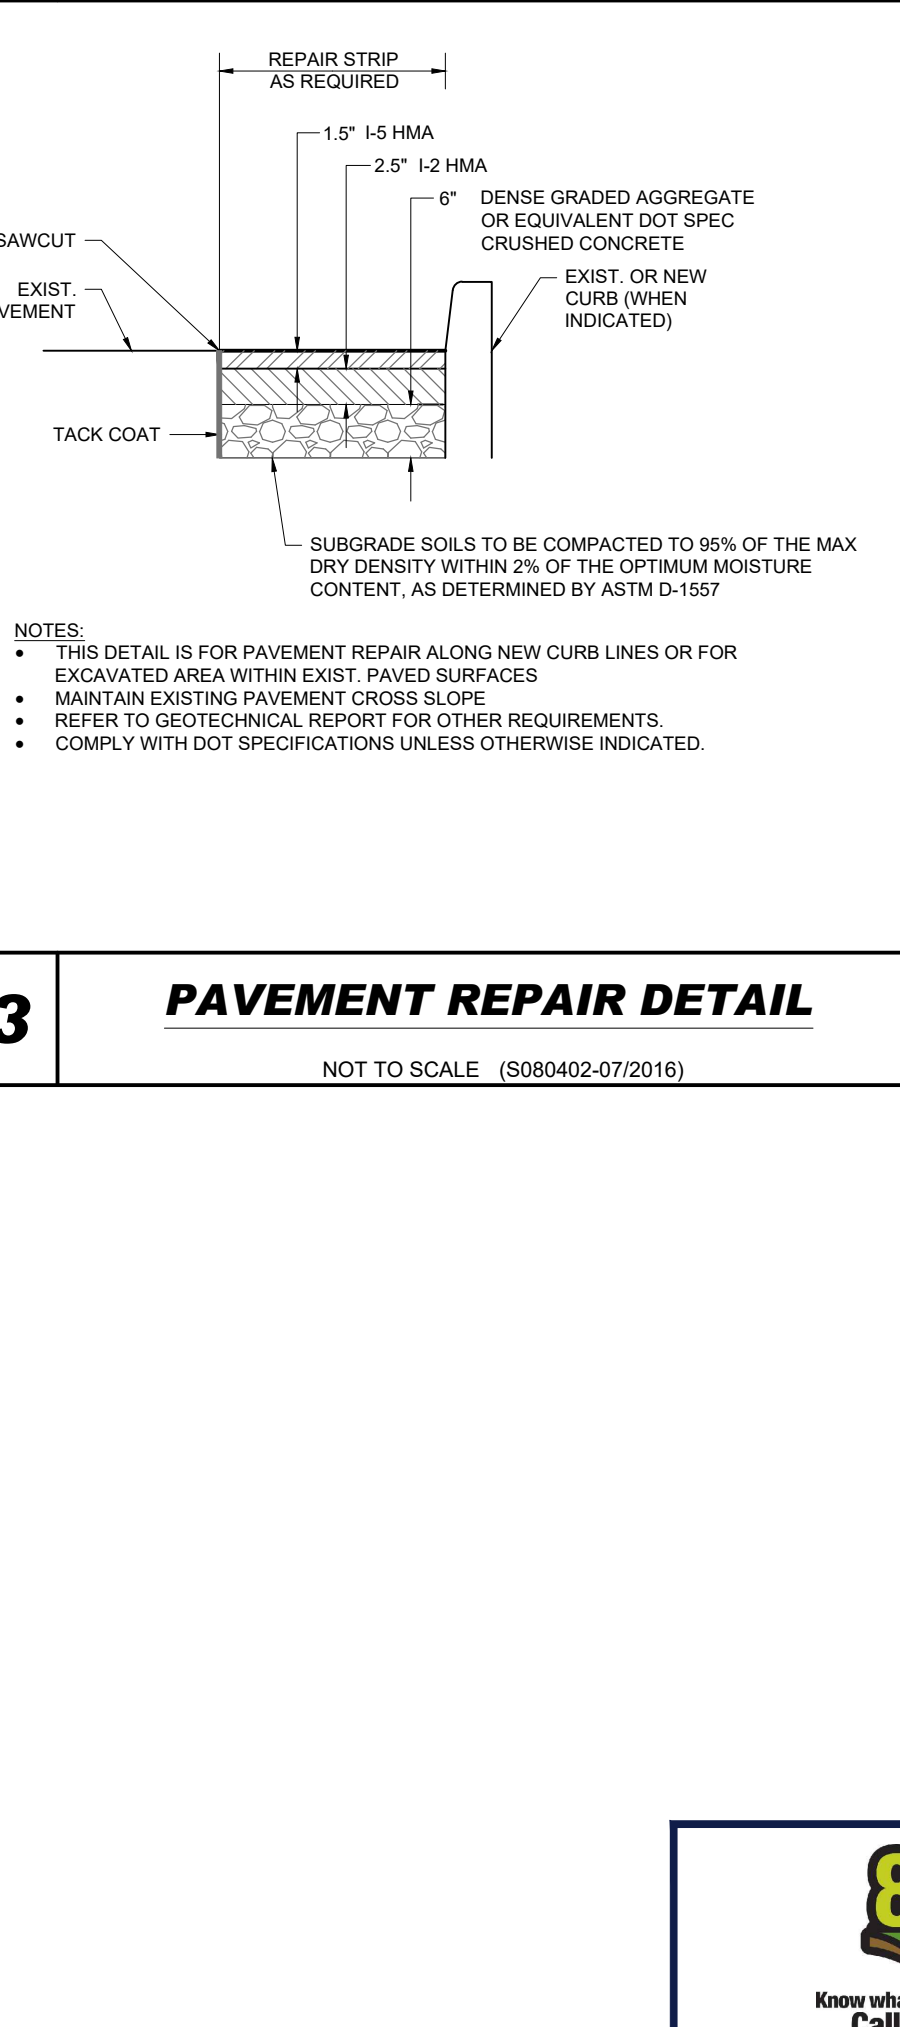 REPAIR STRIP
AS REQUIRED
1.5" I-5 HMA
2.5" I-2 HMA
6" DENSE GRADED AGGREGATE
OR EQUIVALENT DOT SPEC
CRUSHED CONCRETE
SAWCUT
EXIST.
VEMENT
EXIST. OR NEW
CURB (WHEN
INDICATED)
TACK COAT
SUBGRADE SOILS TO BE COMPACTED TO 95% OF THE MAX
DRY DENSITY WITHIN 2% OF THE OPTIMUM MOISTURE
CONTENT, AS DETERMINED BY ASTM D-1557
NOTES:
• THIS DETAIL IS FOR PAVEMENT REPAIR ALONG NEW CURB LINES OR FOR
EXCAVATED AREA WITHIN EXIST. PAVED SURFACES
• MAINTAIN EXISTING PAVEMENT CROSS SLOPE
• REFER TO GEOTECHNICAL REPORT FOR OTHER REQUIREMENTS.
• COMPLY WITH DOT SPECIFICATIONS UNLESS OTHERWISE INDICATED.
3
PAVEMENT REPAIR DETAIL
NOT TO SCALE (S080402-07/2016)
8
Know wha
Call